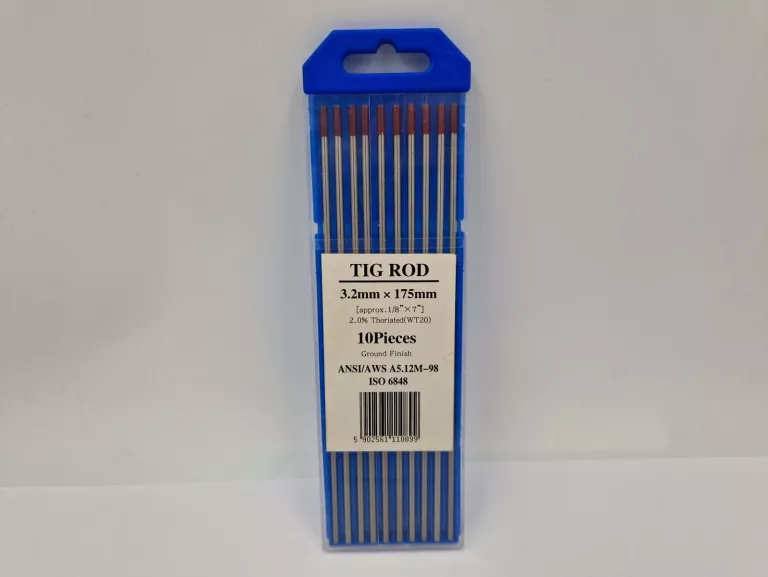 TIG ROD
3.2mm × 175mm
[approx.1/8"×7"]
2.0% Thoriated(WT20)
10Pieces
Ground Finish
ANSI/AWS A5.12M-98
ISO 6848
5 902561 110899